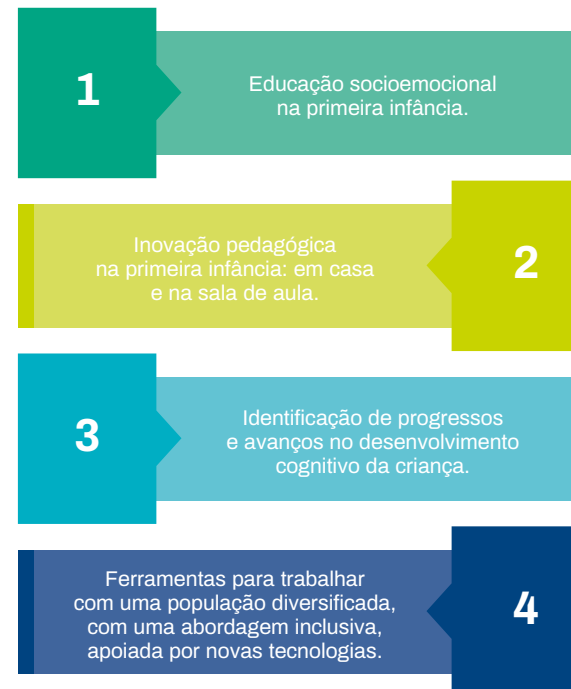 1
Educação socioemocional
na primeira infância.
Inovação pedagógica
na primeira infância: em casa
e na sala de aula.
2
3
Identificação de progressos
e avanços no desenvolvimento
cognitivo da criança.
Ferramentas para trabalhar
com uma população diversificada,
com uma abordagem inclusiva,
apoiada por novas tecnologias.
4